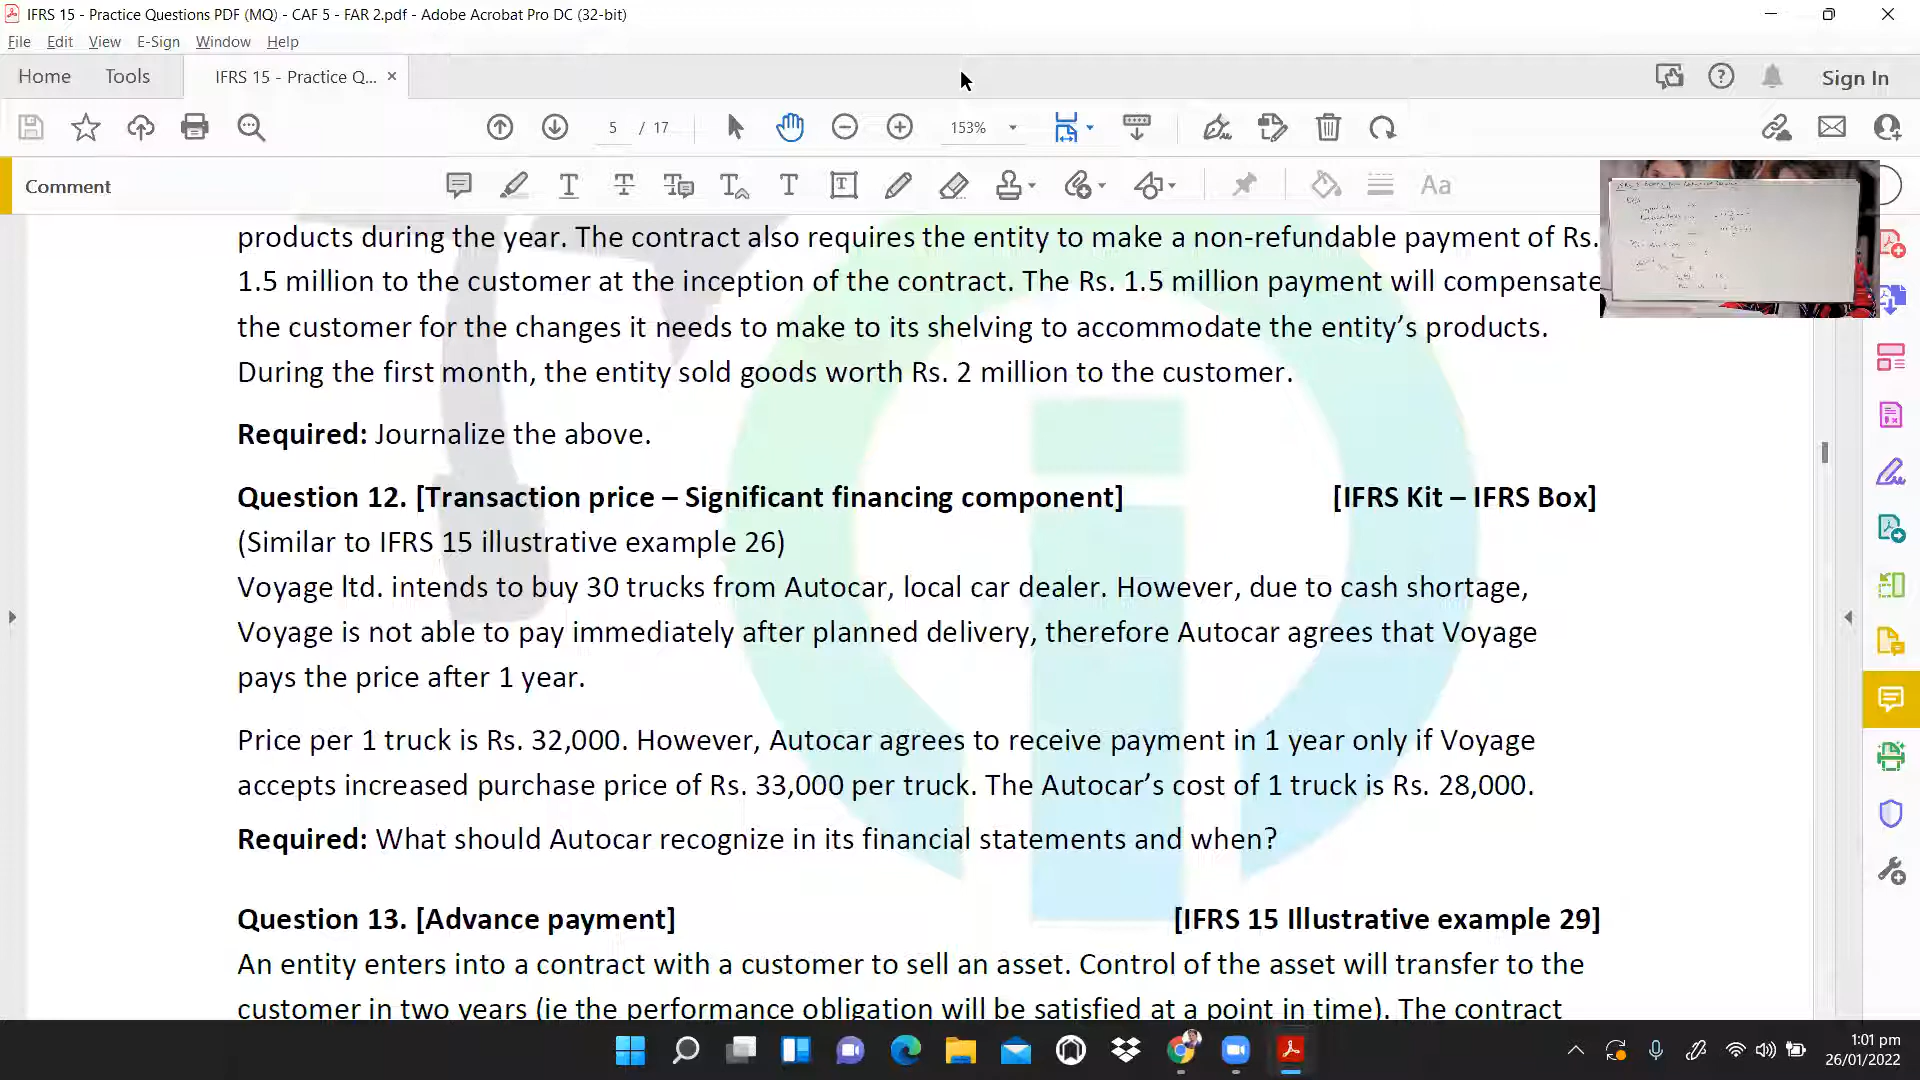 IFRS 15 - Practice Questions PDF (MQ) - CAF 5 - FAR 2.pdf - Adobe Acrobat Pro DC (32-bit)
File Edit View E-Sign Window Help
Home Tools IFRS 15 - Practice Q... × Sign In
5 / 17 153%
Comment Aa
products during the year. The contract also requires the entity to make a non-refundable payment of Rs.
1.5 million to the customer at the inception of the contract. The Rs. 1.5 million payment will compensate
the customer for the changes it needs to make to its shelving to accommodate the entity’s products.
During the first month, the entity sold goods worth Rs. 2 million to the customer.
Required: Journalize the above.
Question 12. [Transaction price – Significant financing component] [IFRS Kit – IFRS Box]
(Similar to IFRS 15 illustrative example 26)
Voyage ltd. intends to buy 30 trucks from Autocar, local car dealer. However, due to cash shortage,
Voyage is not able to pay immediately after planned delivery, therefore Autocar agrees that Voyage
pays the price after 1 year.
Price per 1 truck is Rs. 32,000. However, Autocar agrees to receive payment in 1 year only if Voyage
accepts increased purchase price of Rs. 33,000 per truck. The Autocar’s cost of 1 truck is Rs. 28,000.
Required: What should Autocar recognize in its financial statements and when?
Question 13. [Advance payment] [IFRS 15 Illustrative example 29]
An entity enters into a contract with a customer to sell an asset. Control of the asset will transfer to the
customer in two years (ie the performance obligation will be satisfied at a point in time). The contract
1:01 pm
26/01/2022